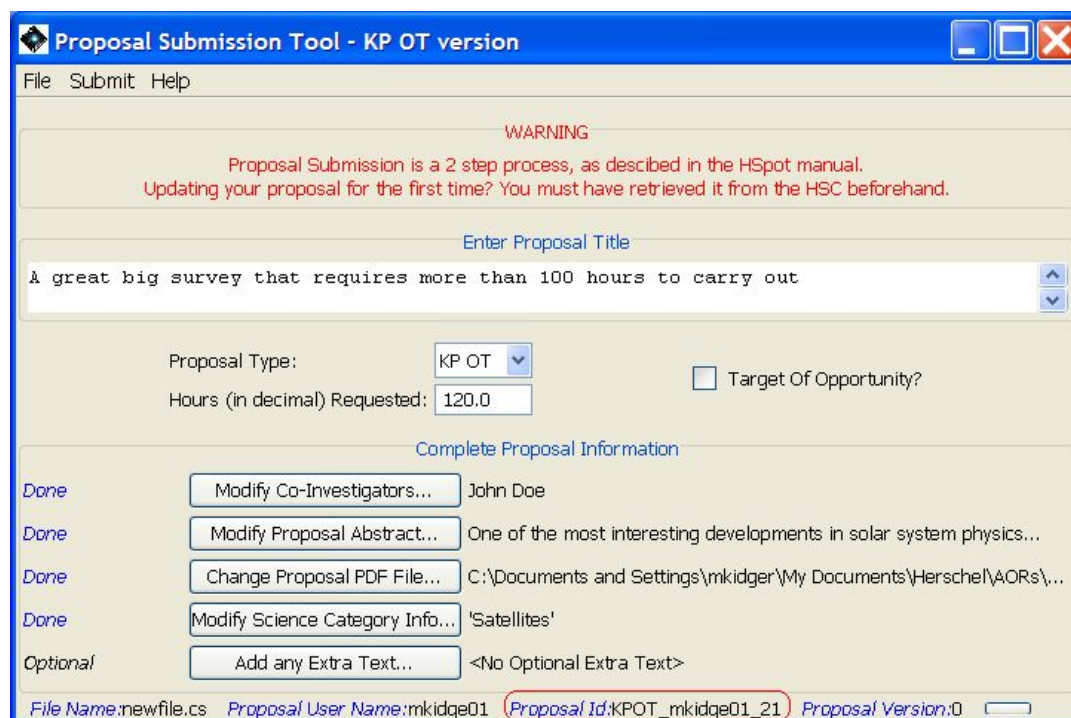 Proposal Submission Tool - KP OT version
File Submit Help
WARNING
Proposal Submission is a 2 step process, as descibed in the HSpot manual.
Updating your proposal for the first time? You must have retrieved it from the HSC beforehand.
Enter Proposal Title
A great big survey that requires more than 100 hours to carry out
Proposal Type: KP OT
Target Of Opportunity?
Hours (in decimal) Requested: 120.0
Complete Proposal Information
Done Modify Co-Investigators... John Doe
Done Modify Proposal Abstract... One of the most interesting developments in solar system physics...
Done Change Proposal PDF File... C:\Documents and Settings\mkidger\My Documents\Herschel\AORs\...
Done Modify Science Category Info... 'Satellites'
Optional Add any Extra Text... <No Optional Extra Text>
File Name:newfile.cs Proposal User Name:mkidge01 Proposal Id:KPOT_mkidge01_21 Proposal Version:0